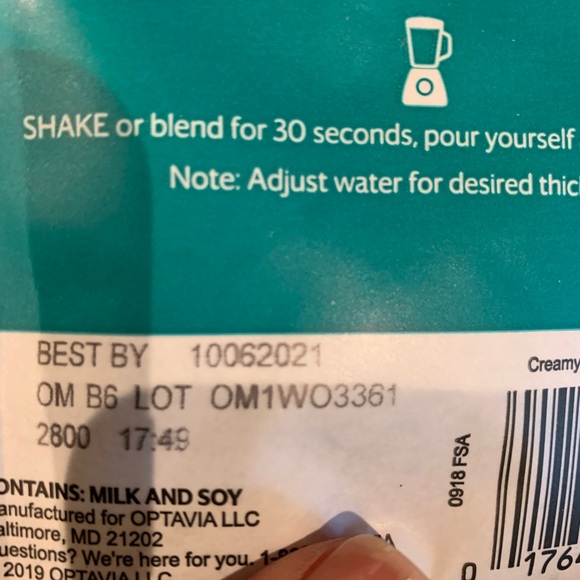 SHAKE or blend for 30 seconds, pour yourself
Note: Adjust water for desired thic
BEST BY 10062021
OM B6 LOT OM1WO3361
2800 17:49
Creamy
0918 FSA
ONTAINS: MILK AND SOY
anufactured for OPTAVIA LLC
altimore, MD 21202
uestions? We're here for you.
2019 OPTAVIA LLC
0 1764